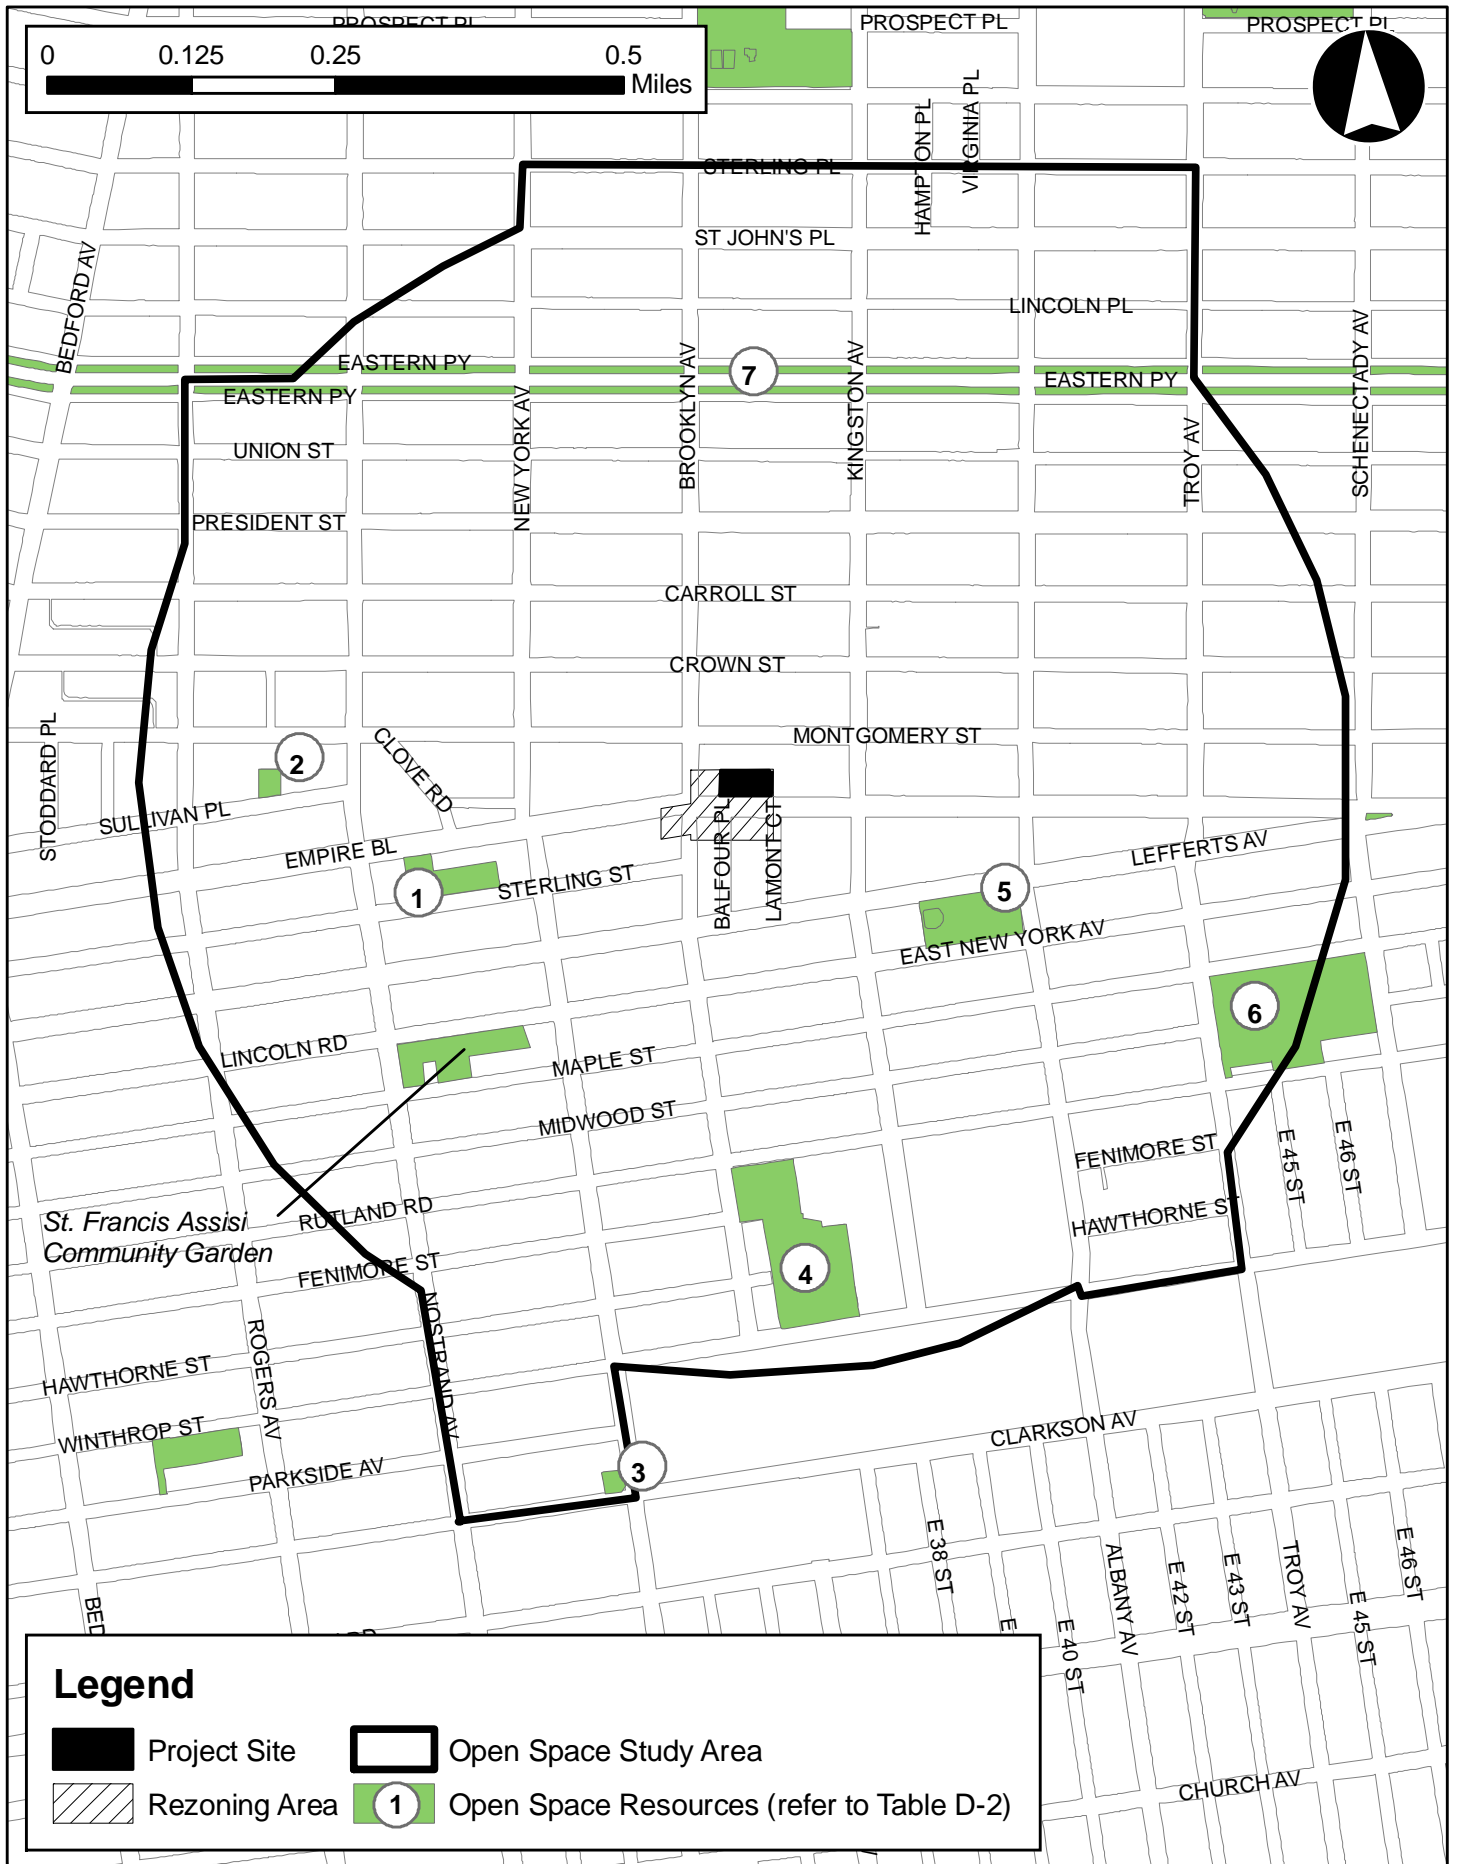 PROSPECT PL
PROSPECT PL
PROSPECT PL
0 0.125 0.25 0.5
Miles
HAMPTON PL
VIRGINIA PL
STERLING PL
ST JOHN'S PL
BEDFORD AV
LINCOLN PL
EASTERN PY
7
EASTERN PY
EASTERN PY
NEW YORK AV
BROOKLYN AV
KINGSTON AV
TROY AV
SCHENECTADY AV
UNION ST
PRESIDENT ST
CARROLL ST
CROWN ST
STODDARD PL
2
CLOVE RD
MONTGOMERY ST
SULLIVAN PL
EMPIRE BL
BALFOUR PL
LAMONT CT
LEFFERTS AV
1
STERLING ST
5
EAST NEW YORK AV
6
LINCOLN RD
MAPLE ST
MIDWOOD ST
FENIMORE ST
E 45 ST
E 46 ST
St. Francis Assisi
Community Garden
RUTLAND RD
HAWTHORNE ST
FENIMORE ST
4
NOSTRAND AV
ROGERS AV
HAWTHORNE ST
WINTHROP ST
PARKSIDE AV
3
CLARKSON AV
E 38 ST
E
E 40 ST
ALBANY AV
E 42 ST
E 43 ST
TROY AV
E 45 ST
E 46 ST
BED
Legend
Project Site
Open Space Study Area
Rezoning Area
1
Open Space Resources (refer to Table D-2)
CHURCH AV